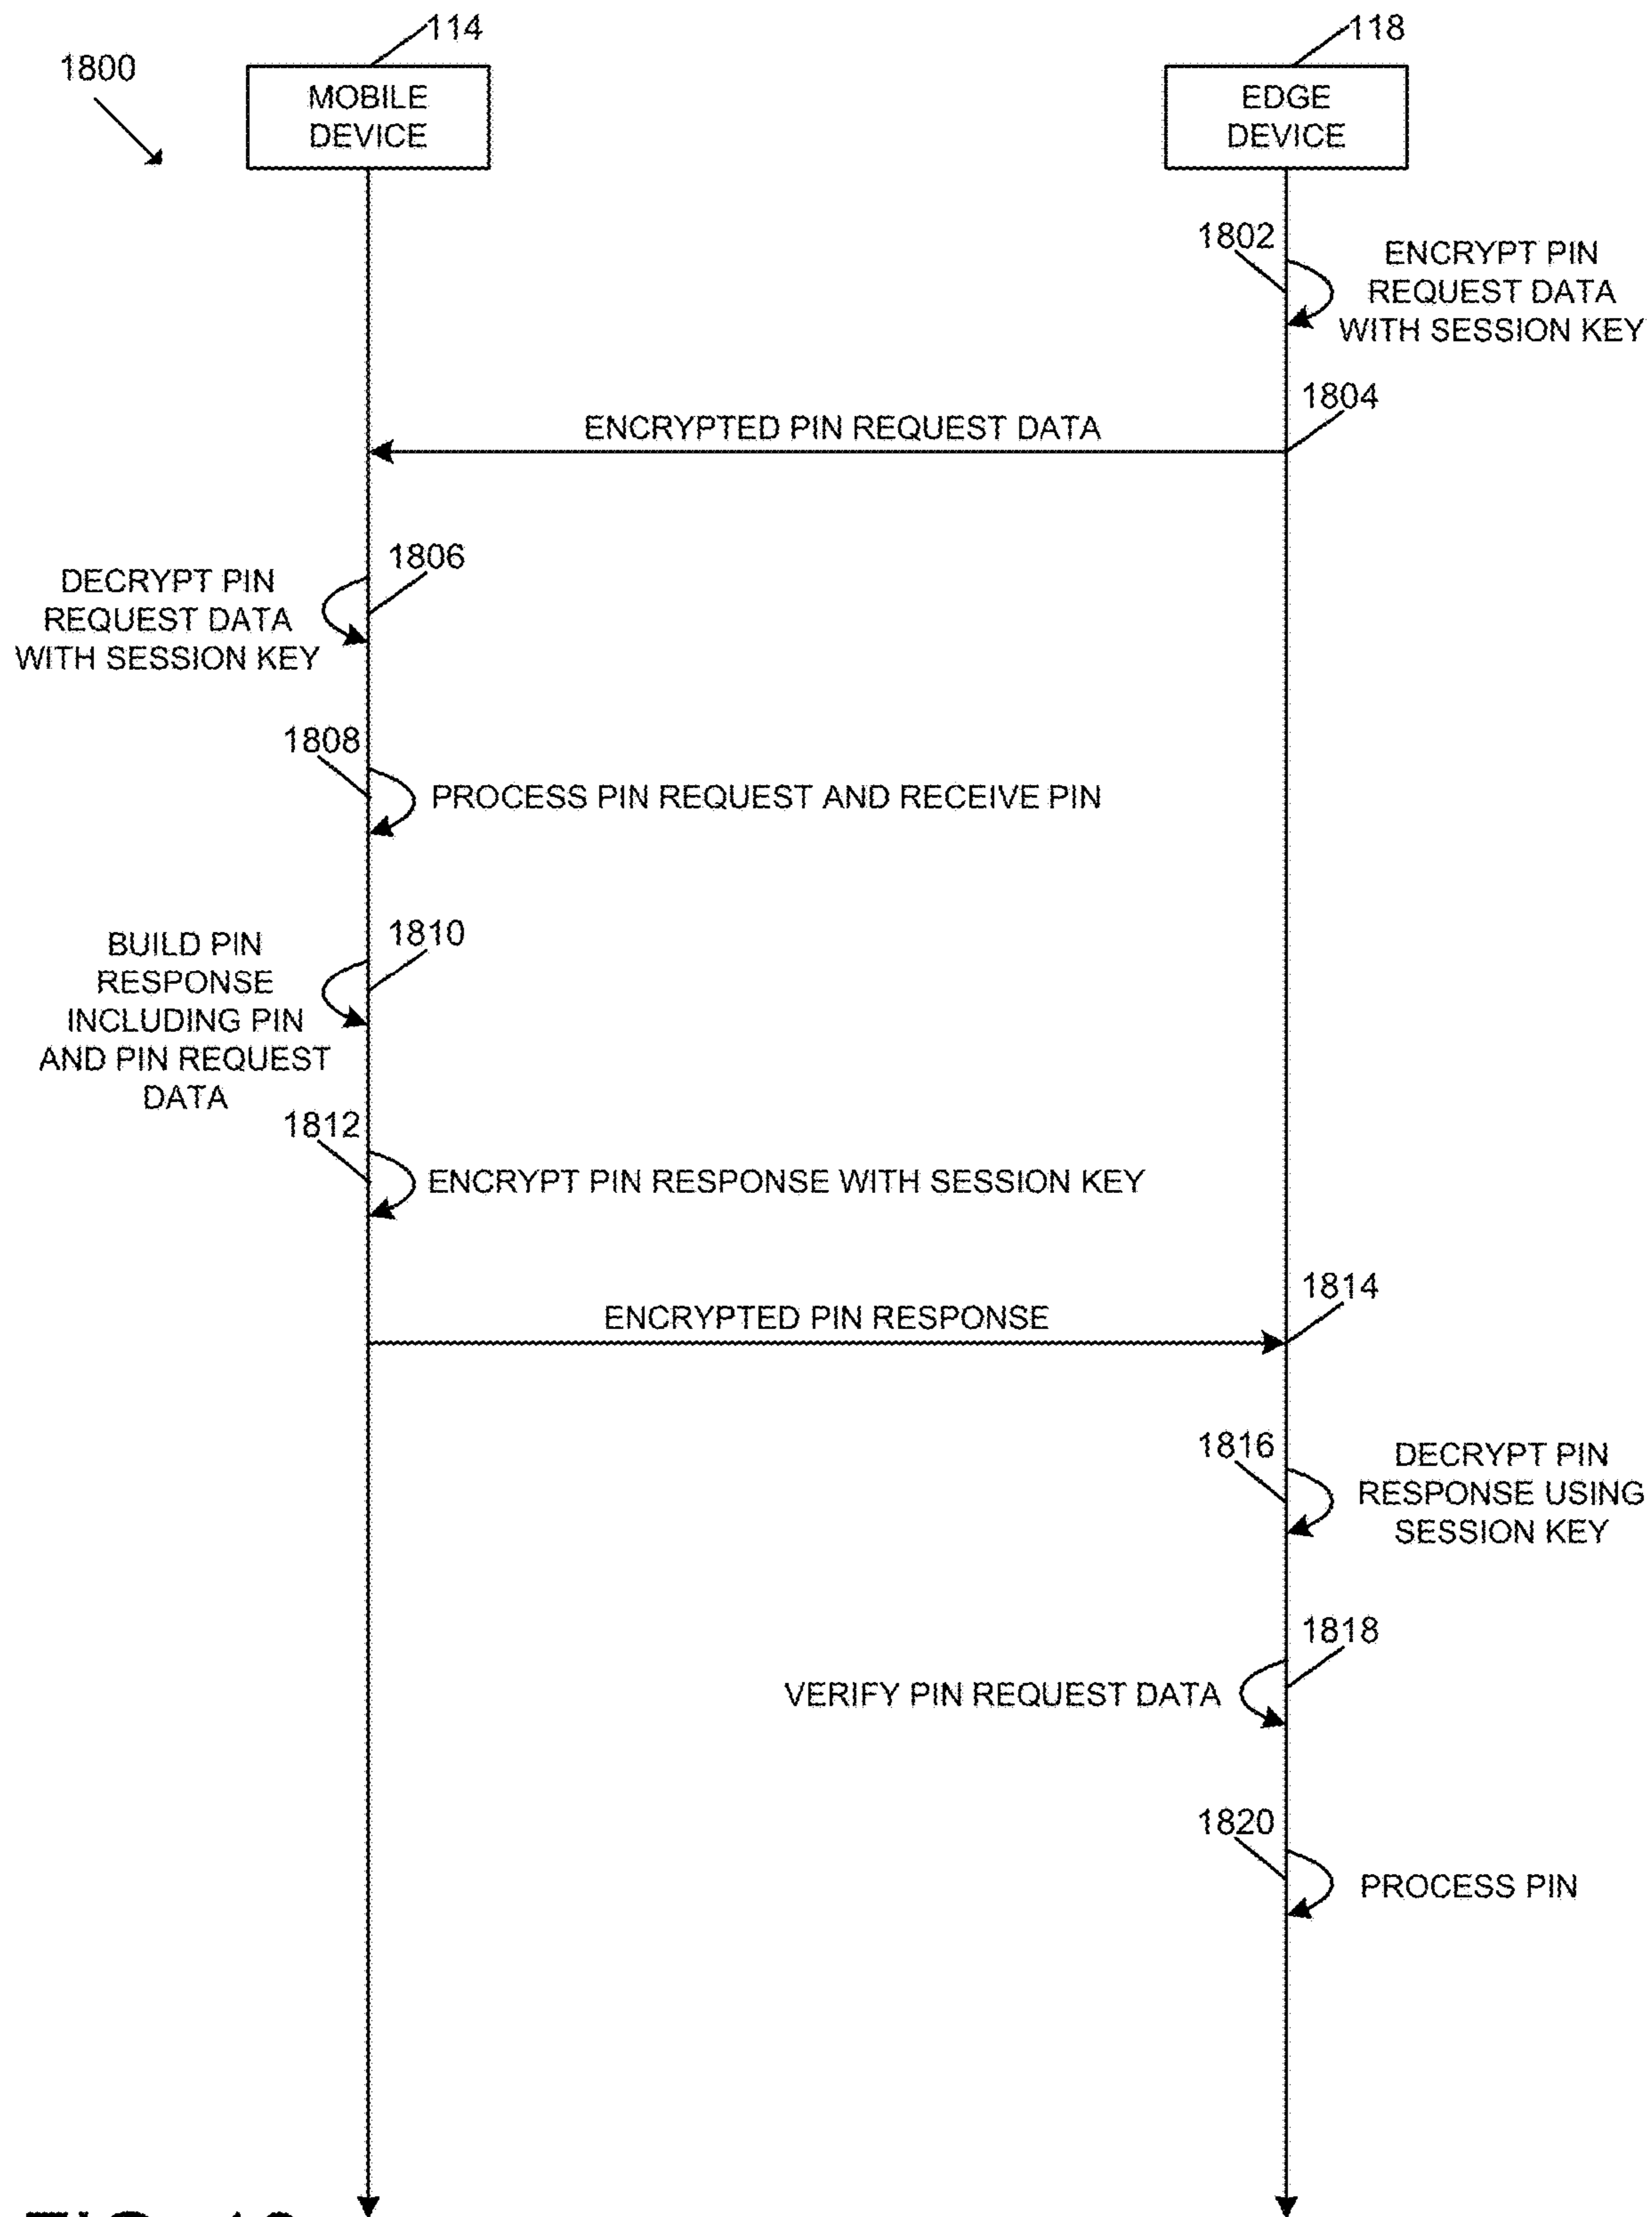 114
118
1800
MOBILE
DEVICE
EDGE
DEVICE
1802
ENCRYPT PIN
REQUEST DATA
WITH SESSION KEY
1804
ENCRYPTED PIN REQUEST DATA
1806
DECRYPT PIN
REQUEST DATA
WITH SESSION KEY
1808
PROCESS PIN REQUEST AND RECEIVE PIN
1810
BUILD PIN
RESPONSE
INCLUDING PIN
AND PIN REQUEST
DATA
1812
ENCRYPT PIN RESPONSE WITH SESSION KEY
1814
ENCRYPTED PIN RESPONSE
1816
DECRYPT PIN
RESPONSE USING
SESSION KEY
1818
VERIFY PIN REQUEST DATA
1820
PROCESS PIN